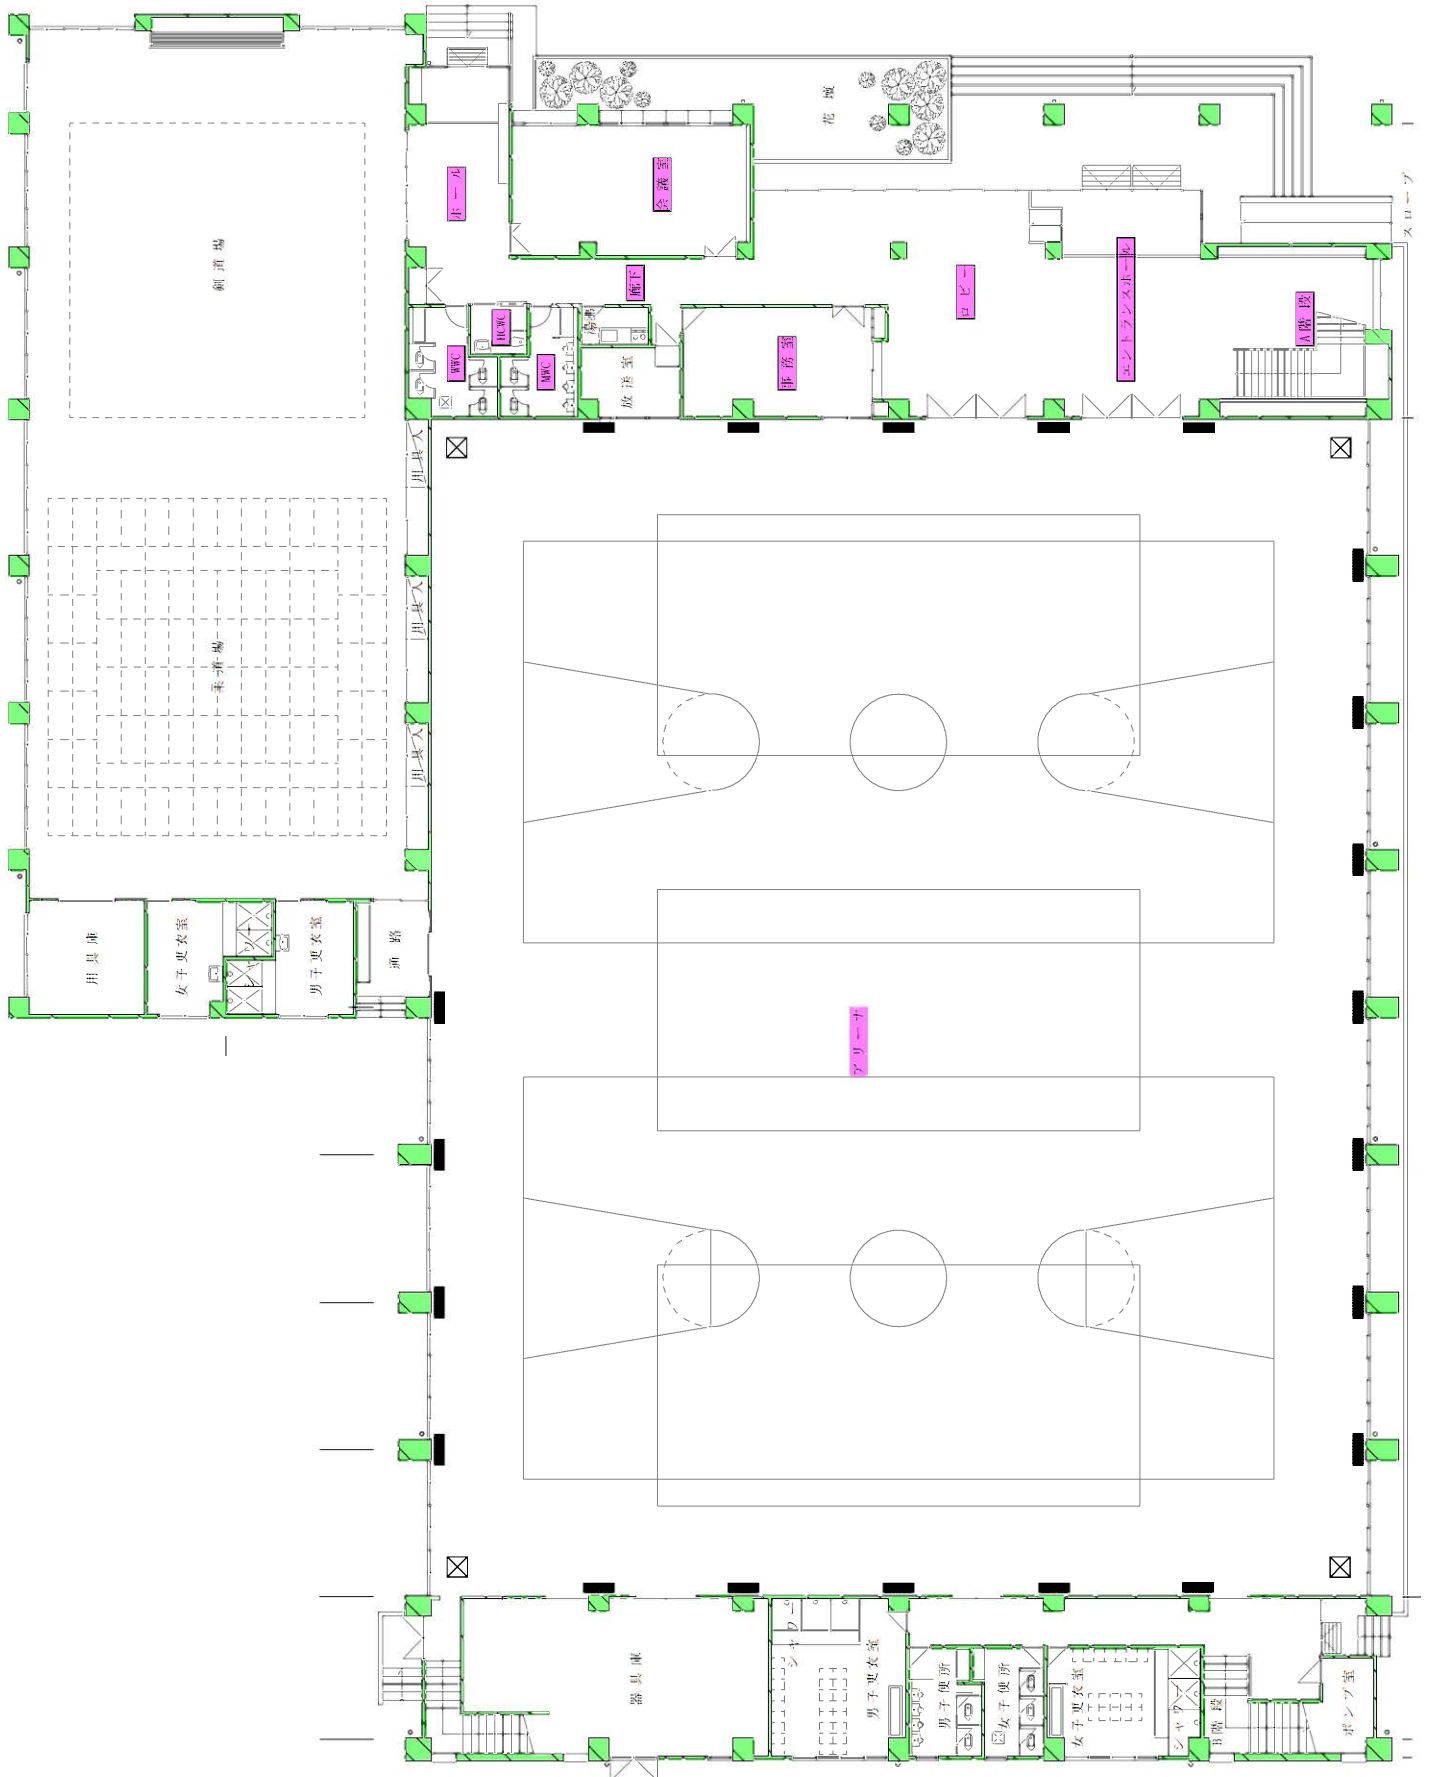 花壇
スロープ
ホール
会議室
剣道場
廊下
ロビー
エントランスホール
A階段
HCWC
WWC
MWC
湯沸
放送室
事務室
用具入
用具入
柔道場
用具入
用具庫
女子更衣室
シャワー
男子更衣室
通路
アリーナ
器具庫
シャワー
男子更衣室
男子便所
女子便所
女子更衣室
シャワー
B階段
ポンプ室